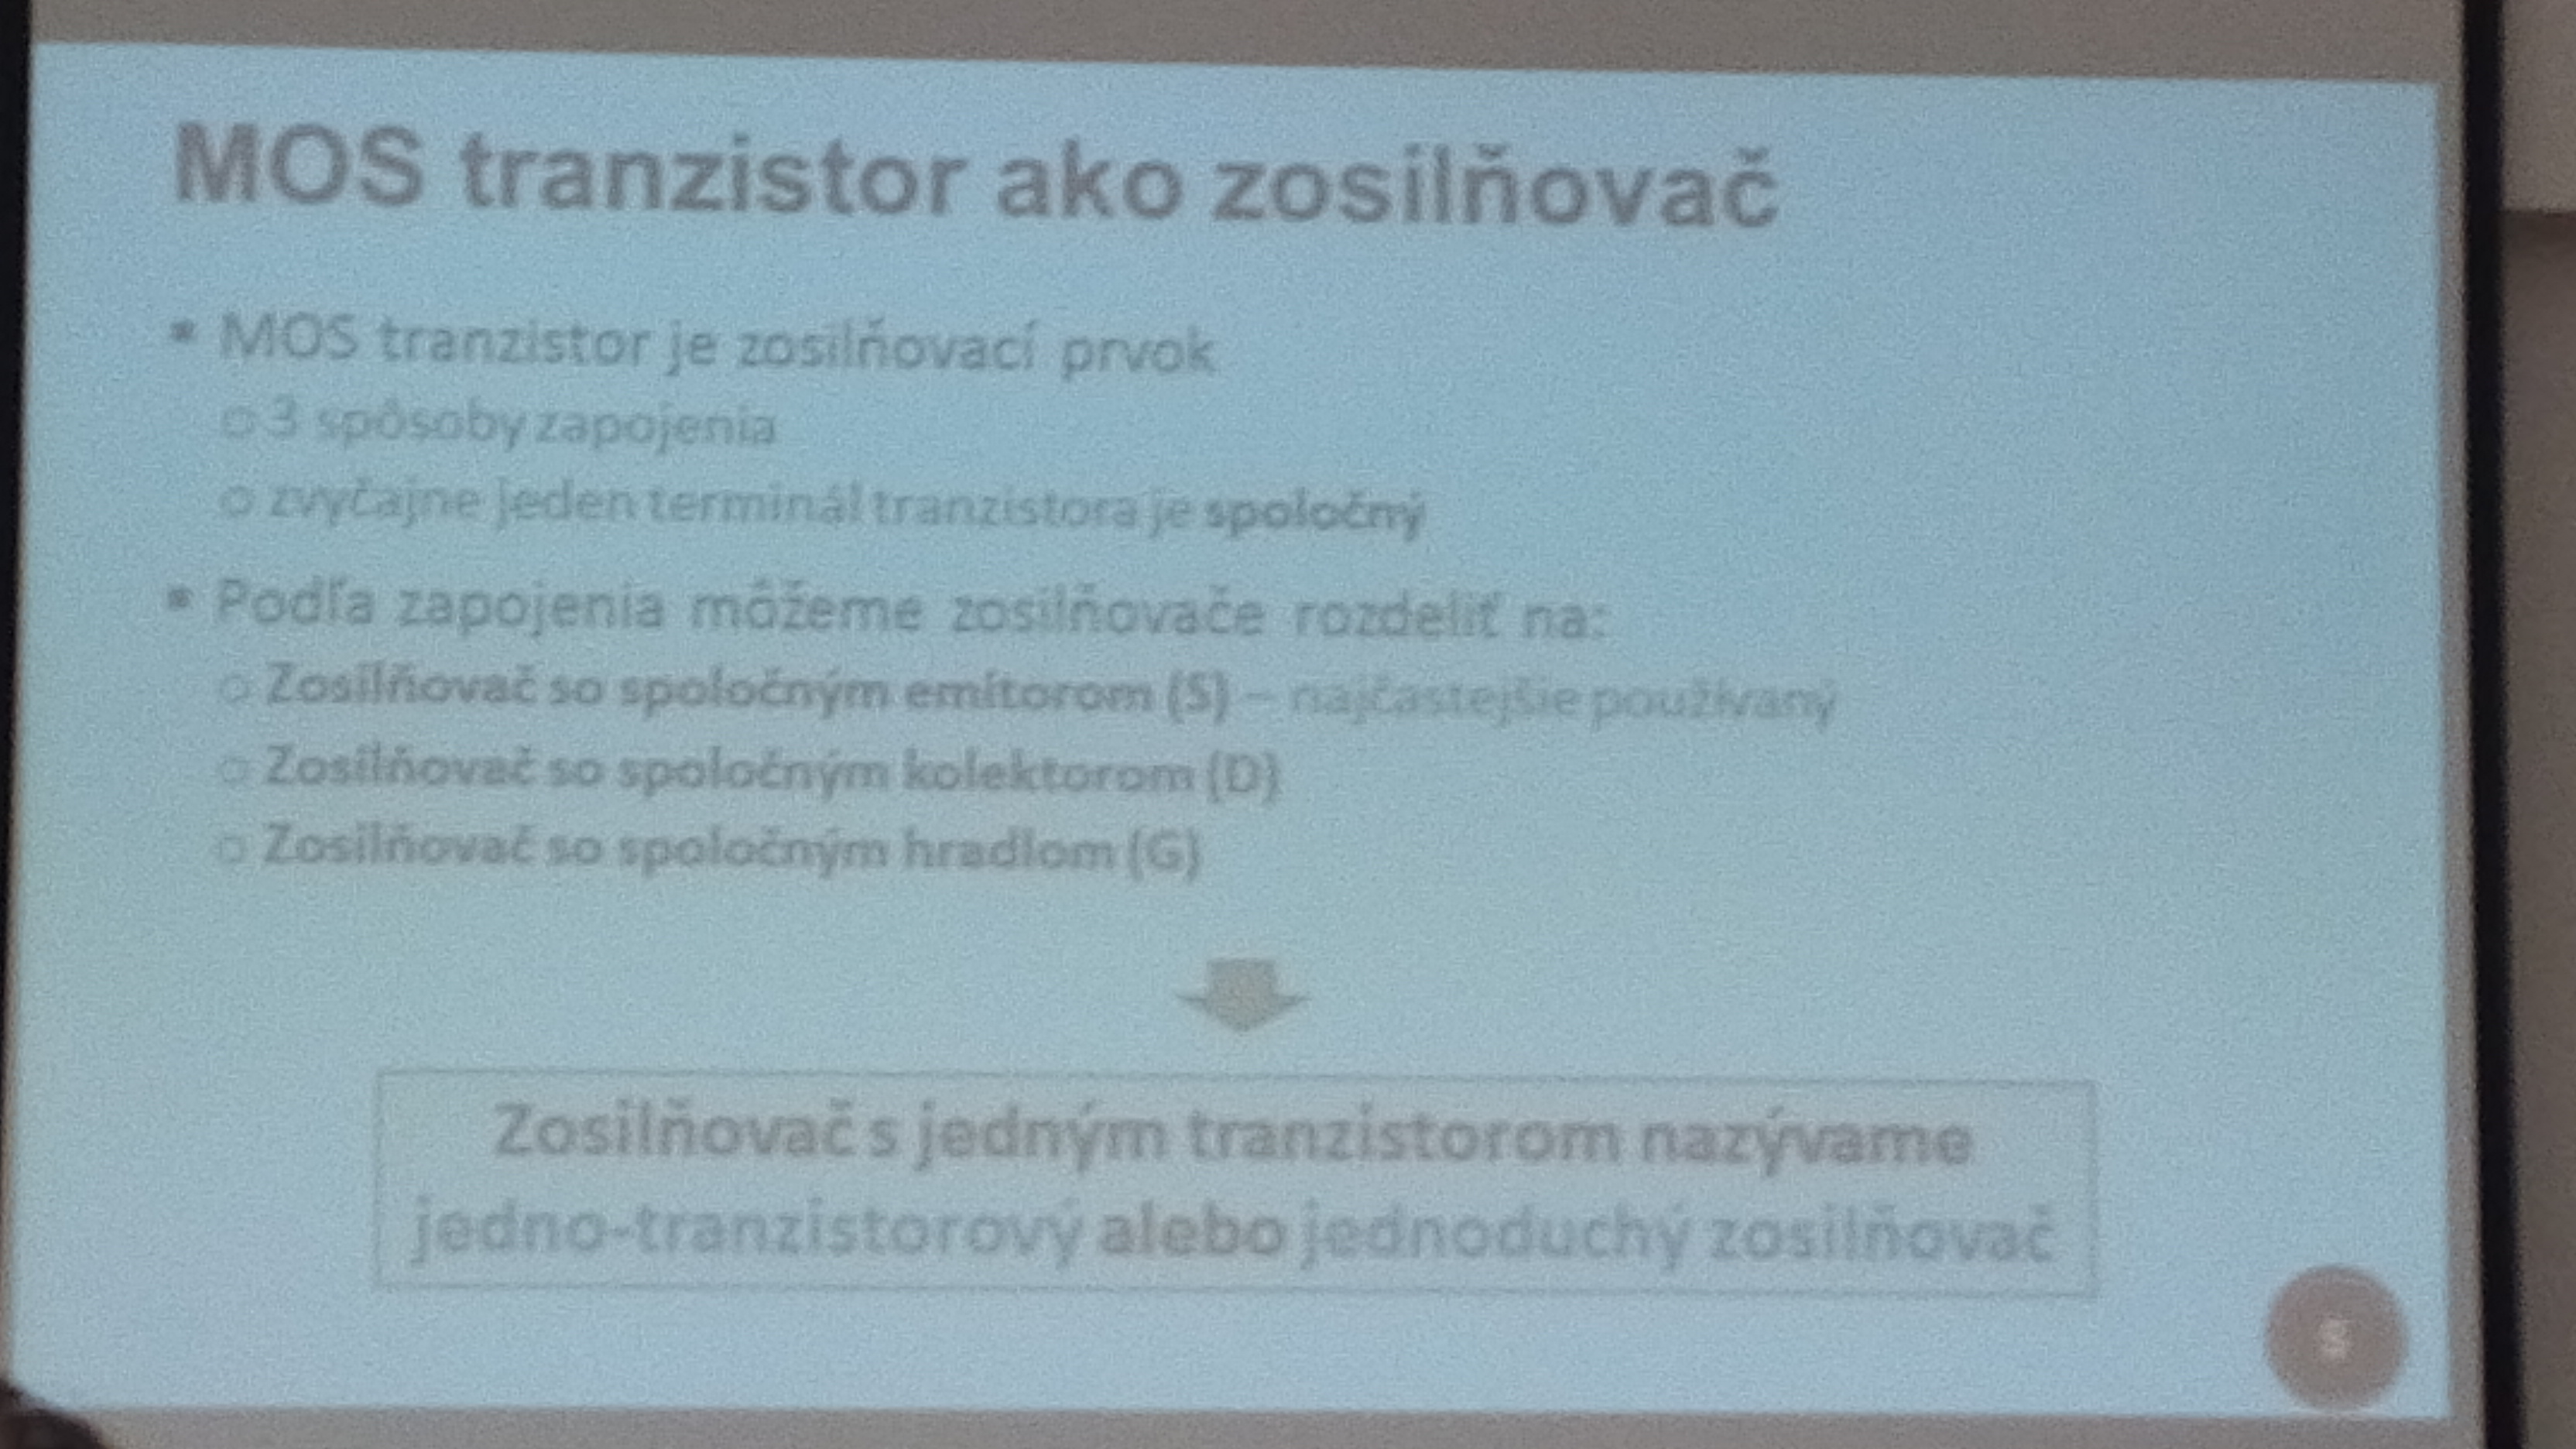 MOS tranzistor ako zosilňovač
▪ MOS tranzistor je zosilňovací prvok
o 3 spôsoby zapojenia
o zvyčajne jeden terminál tranzistora je spoločný
▪ Podľa zapojenia môžeme zosilňovače rozdeliť na:
o Zosilňovač so spoločným emitorom (S) – najčastejšie používaný
o Zosilňovač so spoločným kolektorom (D)
o Zosilňovač so spoločným hradlom (G)
Zosilňovač s jedným tranzistorom nazývame
jedno-tranzistorový alebo jednoduchý zosilňovač